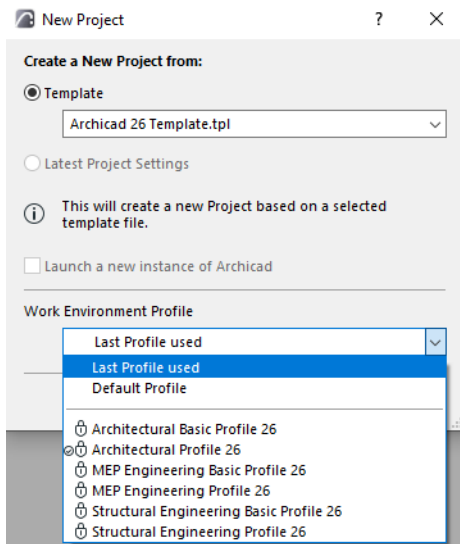 New Project
?
Create a New Project from:
Template
Archicad 26 Template.tpl
Latest Project Settings
This will create a new Project based on a selected
template file.
Launch a new instance of Archicad
Work Environment Profile
Last Profile used
Last Profile used
Default Profile
Architectural Basic Profile 26
Architectural Profile 26
MEP Engineering Basic Profile 26
MEP Engineering Profile 26
Structural Engineering Basic Profile 26
Structural Engineering Profile 26